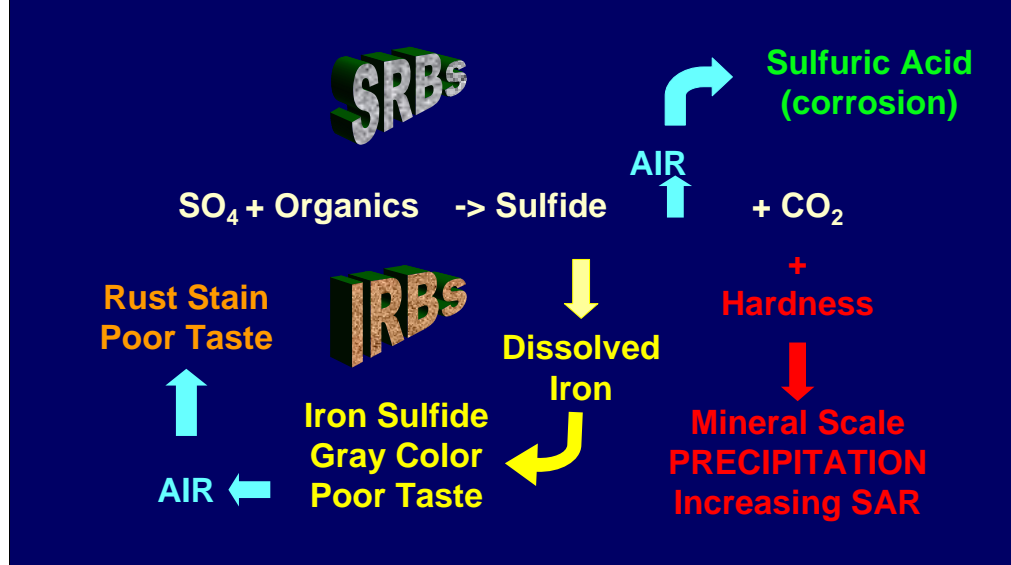 SRBs
Sulfuric Acid
(corrosion)
AIR
SO₄ + Organics -> Sulfide + CO₂
+
Hardness
Rust Stain
Poor Taste
IRBs
Dissolved
Iron
Iron Sulfide
Gray Color
Poor Taste
AIR
Mineral Scale
PRECIPITATION
Increasing SAR